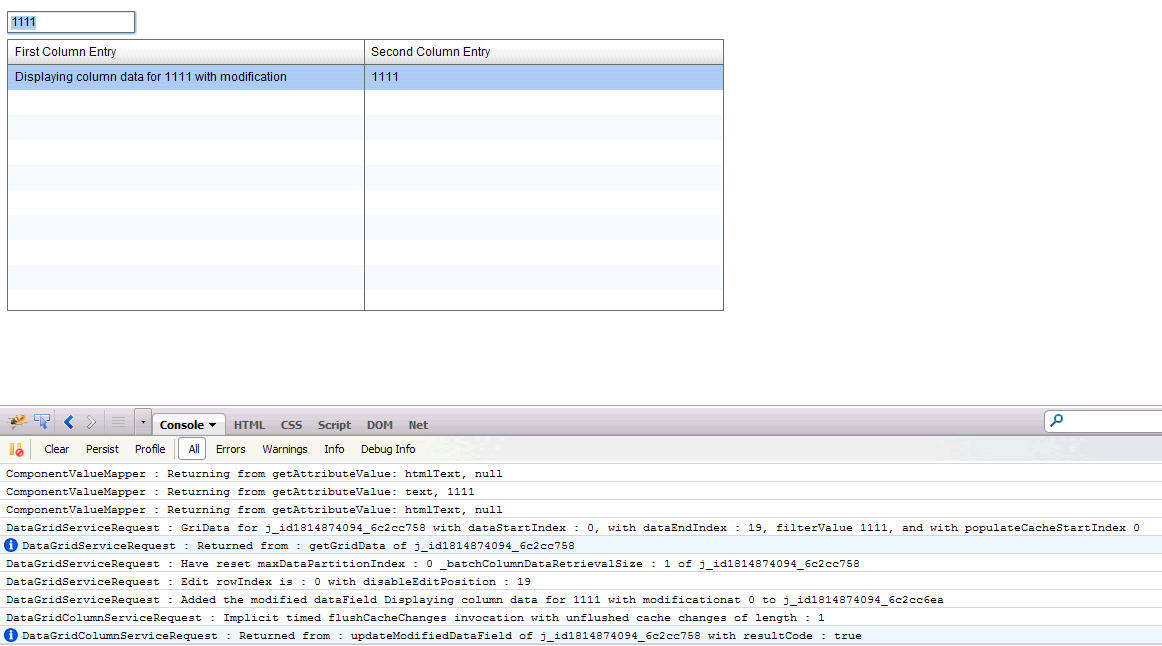 1111
First Column Entry Second Column Entry
Displaying column data for 1111 with modification 1111
Console HTML CSS Script DOM Net
Clear Persist Profile All Errors Warnings Info Debug Info
ComponentValueMapper : Returning from getAttributeValue: htmlText, null
ComponentValueMapper : Returning from getAttributeValue: text, 1111
ComponentValueMapper : Returning from getAttributeValue: htmlText, null
DataGridServiceRequest : GriData for j_id1814874094_6c2cc758 with dataStartIndex : 0, with dataEndIndex : 19, filterValue 1111, and with populateCacheStartIndex 0
DataGridServiceRequest : Returned from : getGridData of j_id1814874094_6c2cc758
DataGridServiceRequest : Have reset maxDataPartitionIndex : 0 _batchColumnDataRetrievalSize : 1 of j_id1814874094_6c2cc758
DataGridServiceRequest : Edit rowIndex is : 0 with disableEditPosition : 19
DataGridServiceRequest : Added the modified dataField Displaying column data for 1111 with modificationat 0 to j_id1814874094_6c2cc6ea
DataGridColumnServiceRequest : Implicit timed flushCacheChanges invocation with unflushed cache changes of length : 1
DataGridColumnServiceRequest : Returned from : updateModifiedDataField of j_id1814874094_6c2cc758 with resultCode : true